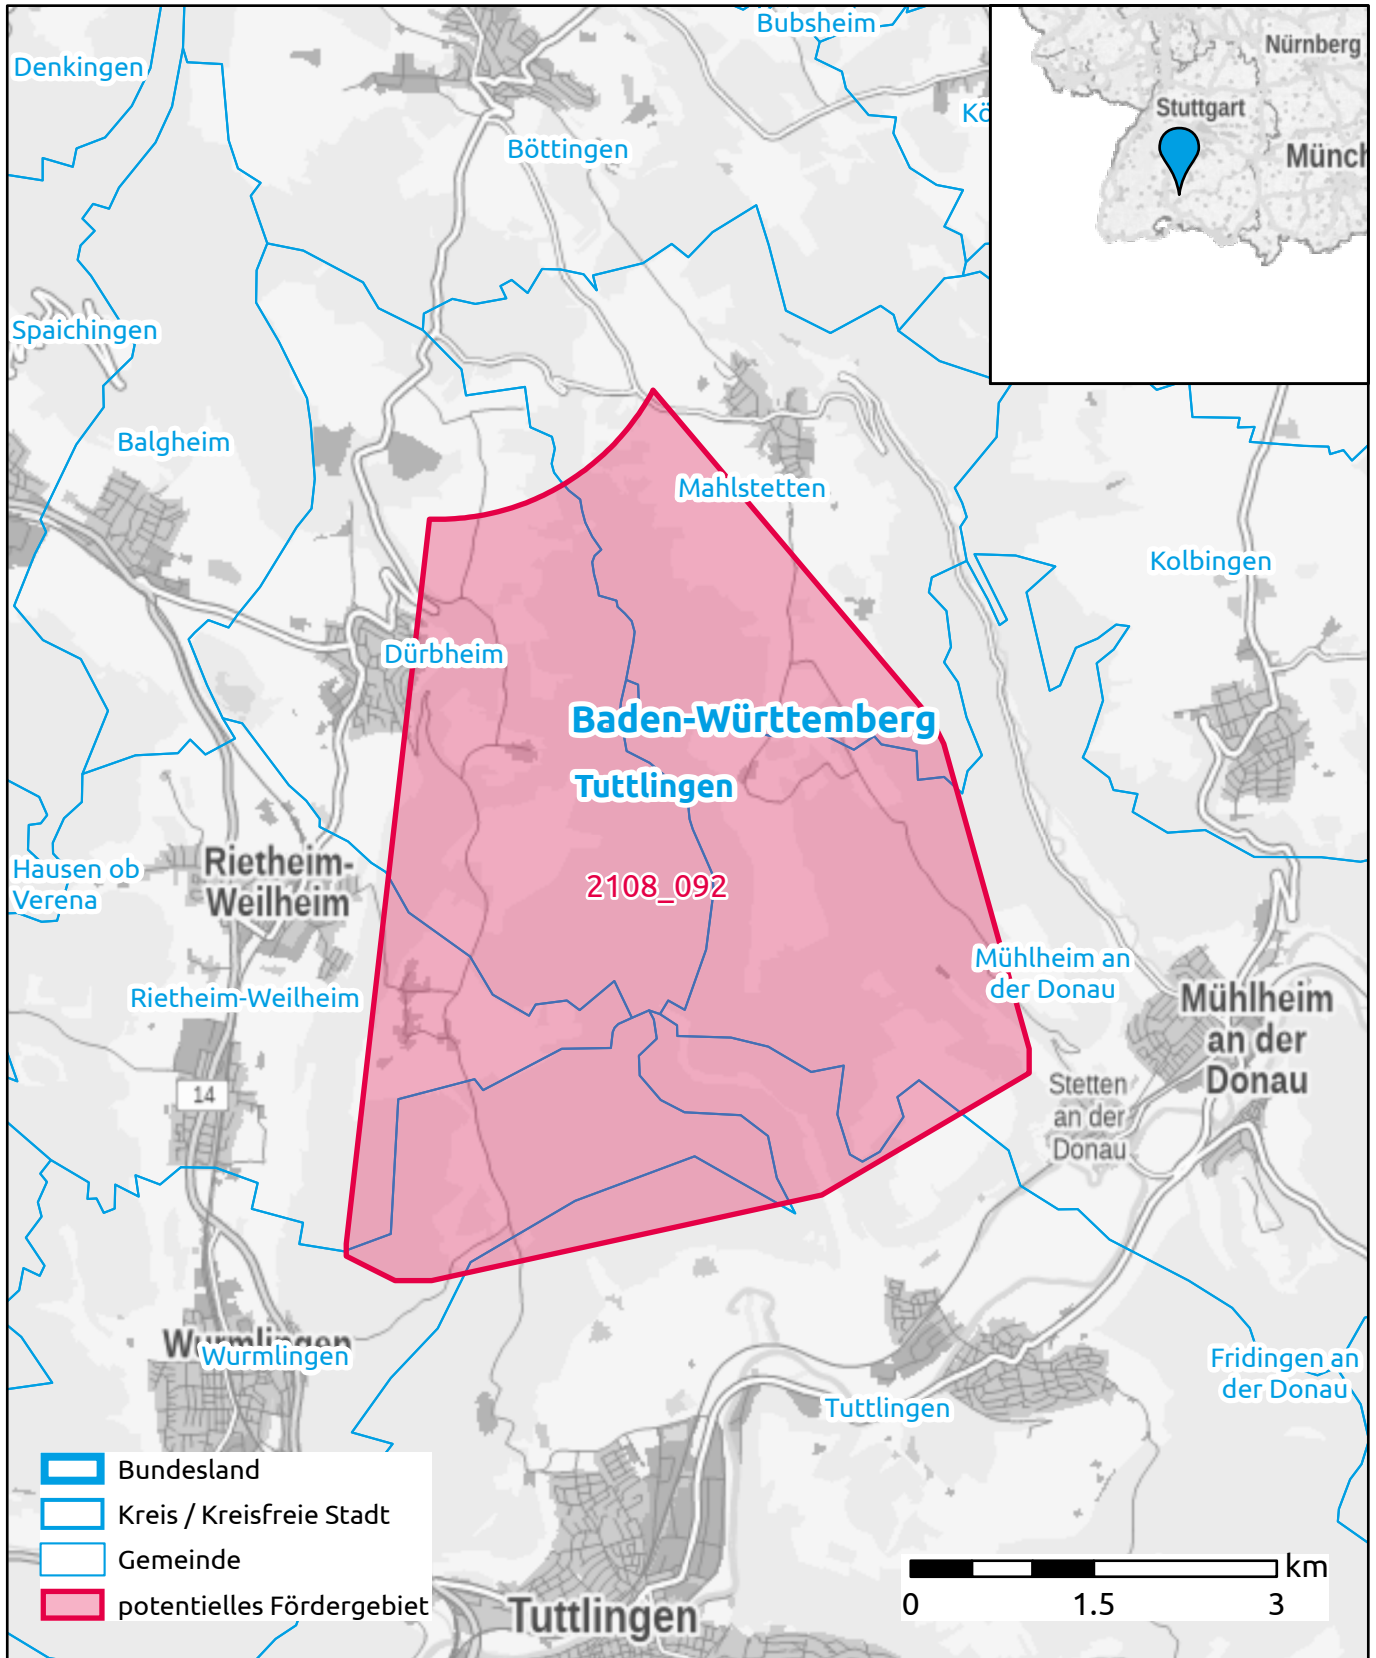 Bubsheim
Denkingen
Kö
Böttingen
Nürnberg
Stuttgart
Münch
Spaichingen
Balgheim
Mahlstetten
Kolbingen
Dürbheim
Baden-Württemberg
Tuttlingen
Hausen ob
Verena
Rietheim-
Weilheim
2108_092
Mühlheim an
der Donau
Rietheim-Weilheim
Mühlheim
an der
Donau
14
Stetten
an der
Donau
Wurmlingen
Wurmlingen
Fridingen an
der Donau
Tuttlingen
Tuttlingen
Bundesland
Kreis / Kreisfreie Stadt
Gemeinde
potentielles Fördergebiet
km
0 1.5 3